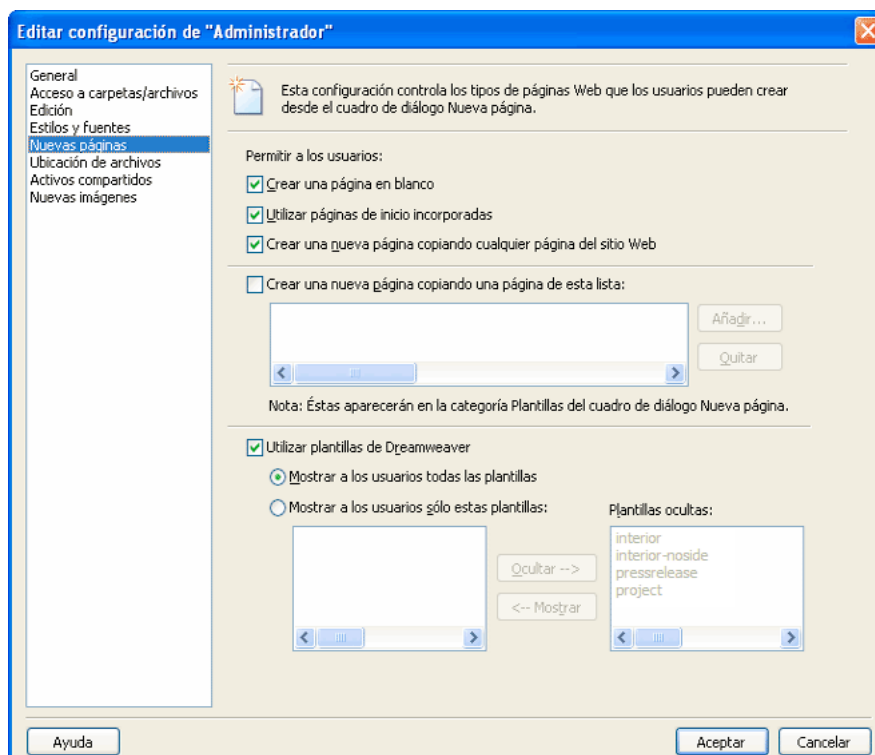 Editar configuración de "Administrador"
General
Acceso a carpetas/archivos
Edición
Estilos y fuentes
Nuevas páginas
Ubicación de archivos
Activos compartidos
Nuevas imágenes
Esta configuración controla los tipos de páginas Web que los usuarios pueden crear
desde el cuadro de diálogo Nueva página.
Permitir a los usuarios:
Crear una página en blanco
Utilizar páginas de inicio incorporadas
Crear una nueva página copiando cualquier página del sitio Web
Crear una nueva página copiando una página de esta lista:
Añadir...
Quitar
Nota: Éstas aparecerán en la categoría Plantillas del cuadro de diálogo Nueva página.
Utilizar plantillas de Dreamweaver
Mostrar a los usuarios todas las plantillas
Mostrar a los usuarios sólo estas plantillas:
Plantillas ocultas:
interior
interior-noside
pressrelease
project
Ocultar -->
<-- Mostrar
Ayuda
Aceptar
Cancelar